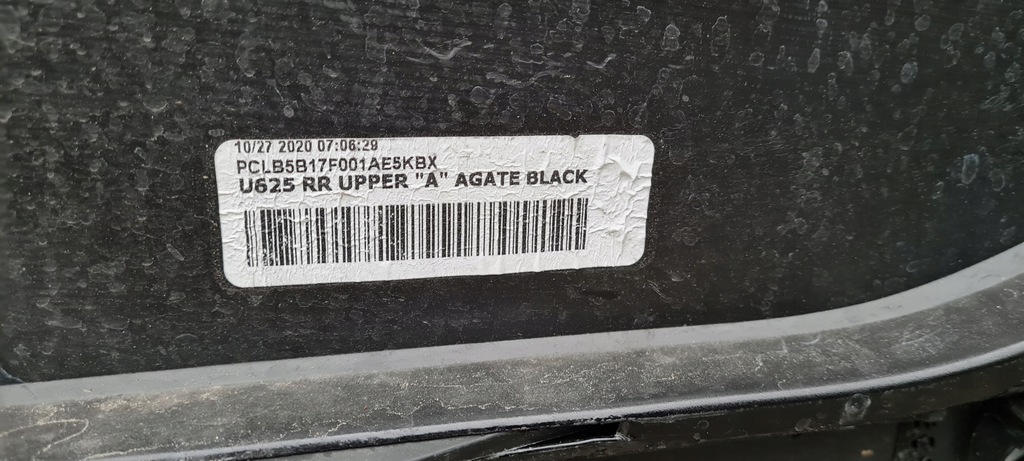 10/27 2020 07:06:29
PCLB5B17F001AE5KBX
U625 RR UPPER "A" AGATE BLACK